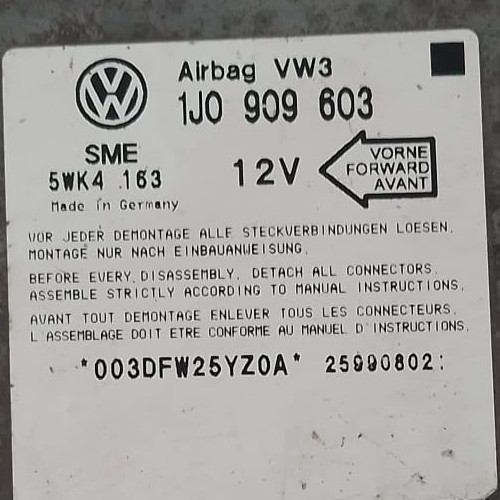 Airbag VW3
1J0 909 603
SME
5WK4 163
12V
VORNE
FORWARD
AVANT
Made in Germany
VOR JEDER DEMONTAGE ALLE STECKVERBINDUNGEN LOESEN.
MONTAGE NUR NACH EINBAUANWEISUNG.
BEFORE EVERY DISASSEMBLY, DETACH ALL CONNECTORS.
ASSEMBLE STRICTLY ACCORDING TO MANUAL INSTRUCTIONS.
AVANT TOUT DEMONTAGE ENLEVER TOUS LES CONNECTEURS.
L'ASSEMBLAGE DOIT ETRE CONFORME AU MANUEL D'INSTRUCTIONS.
*003DFW25YZ0A* 25990802: